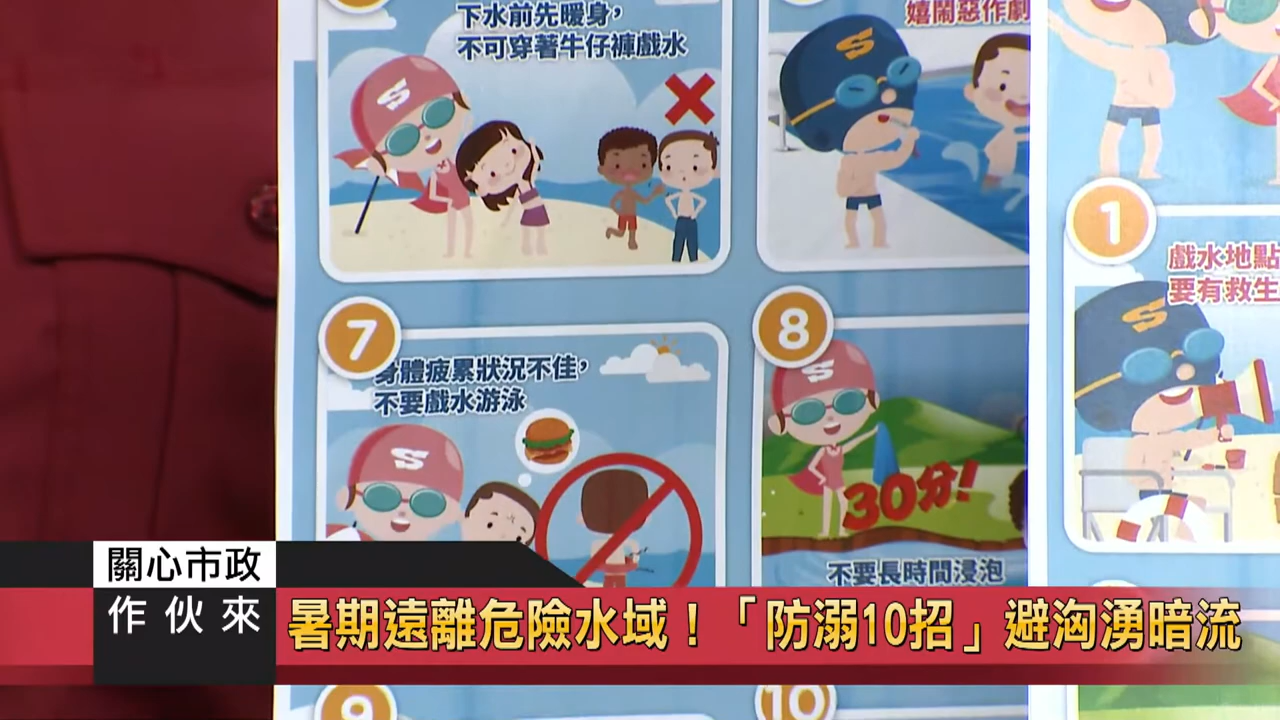 下水前先暖身,
不可穿著牛仔褲戲水
嬉鬧惡作劇
S
S
1
戲水地點
要有救生
S
7
身體疲累狀況不佳,
不要戲水游泳
S
8
S
30分!
不要長時間浸泡
關心市政
作伙來
暑期遠離危險水域!「防溺10招」避洶湧暗流
9
10